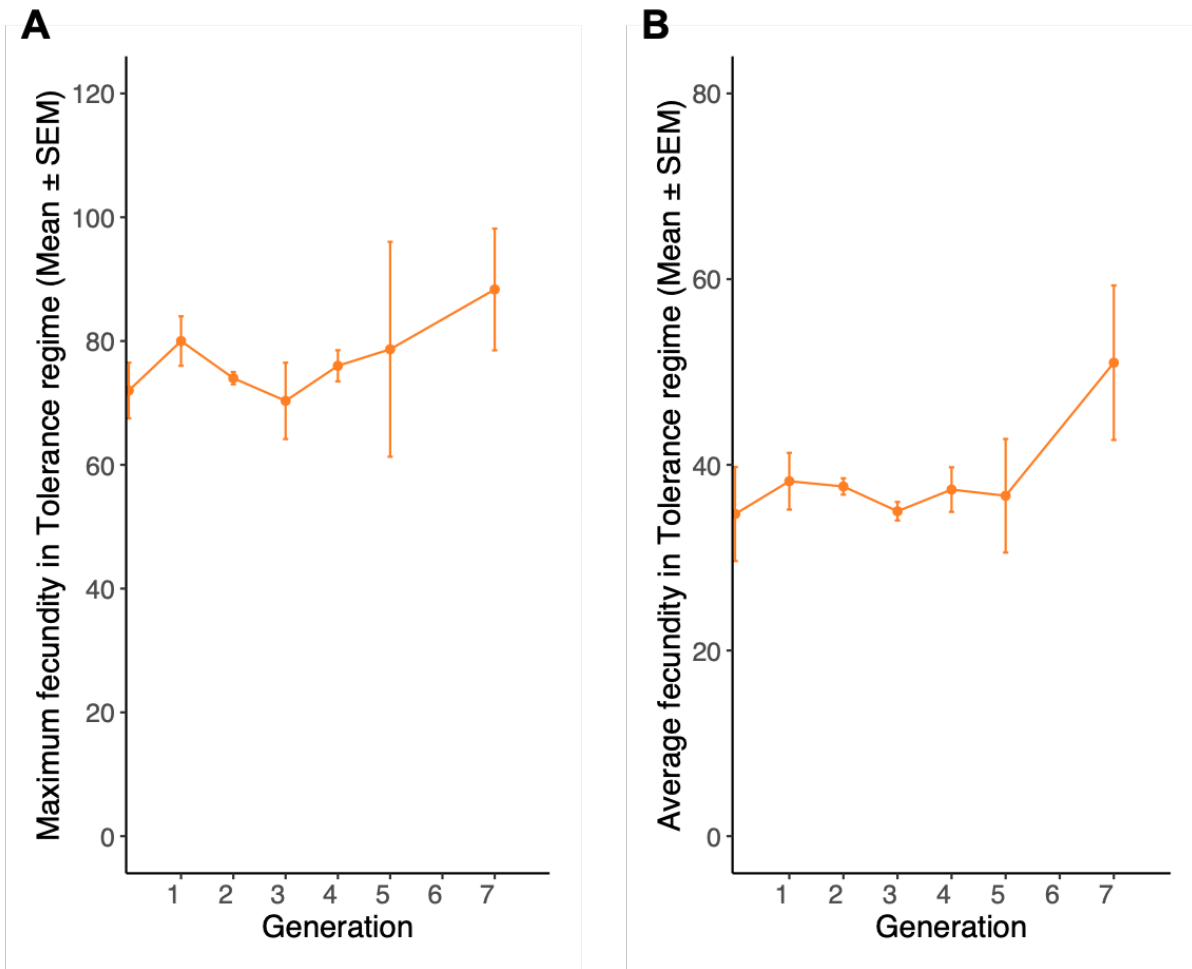 A
Maximum fecundity in Tolerance regime (Mean ± SEM)
120
100
80
60
40
20
0
1 2 3 4 5 6 7
Generation
B
Average fecundity in Tolerance regime (Mean ± SEM)
80
60
40
20
0
1 2 3 4 5 6 7
Generation